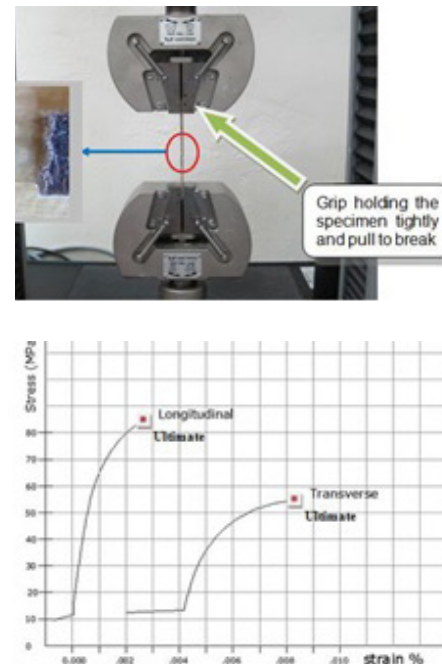 Grip holding the
specimen tightly
and pull to break
Stress (MPa
Longitudinal
Ultimate
80
70
60
Transverse
Ultimate
50
40
30
20
10
0
0.000 .002 .004 .006 .008 .010 strain %